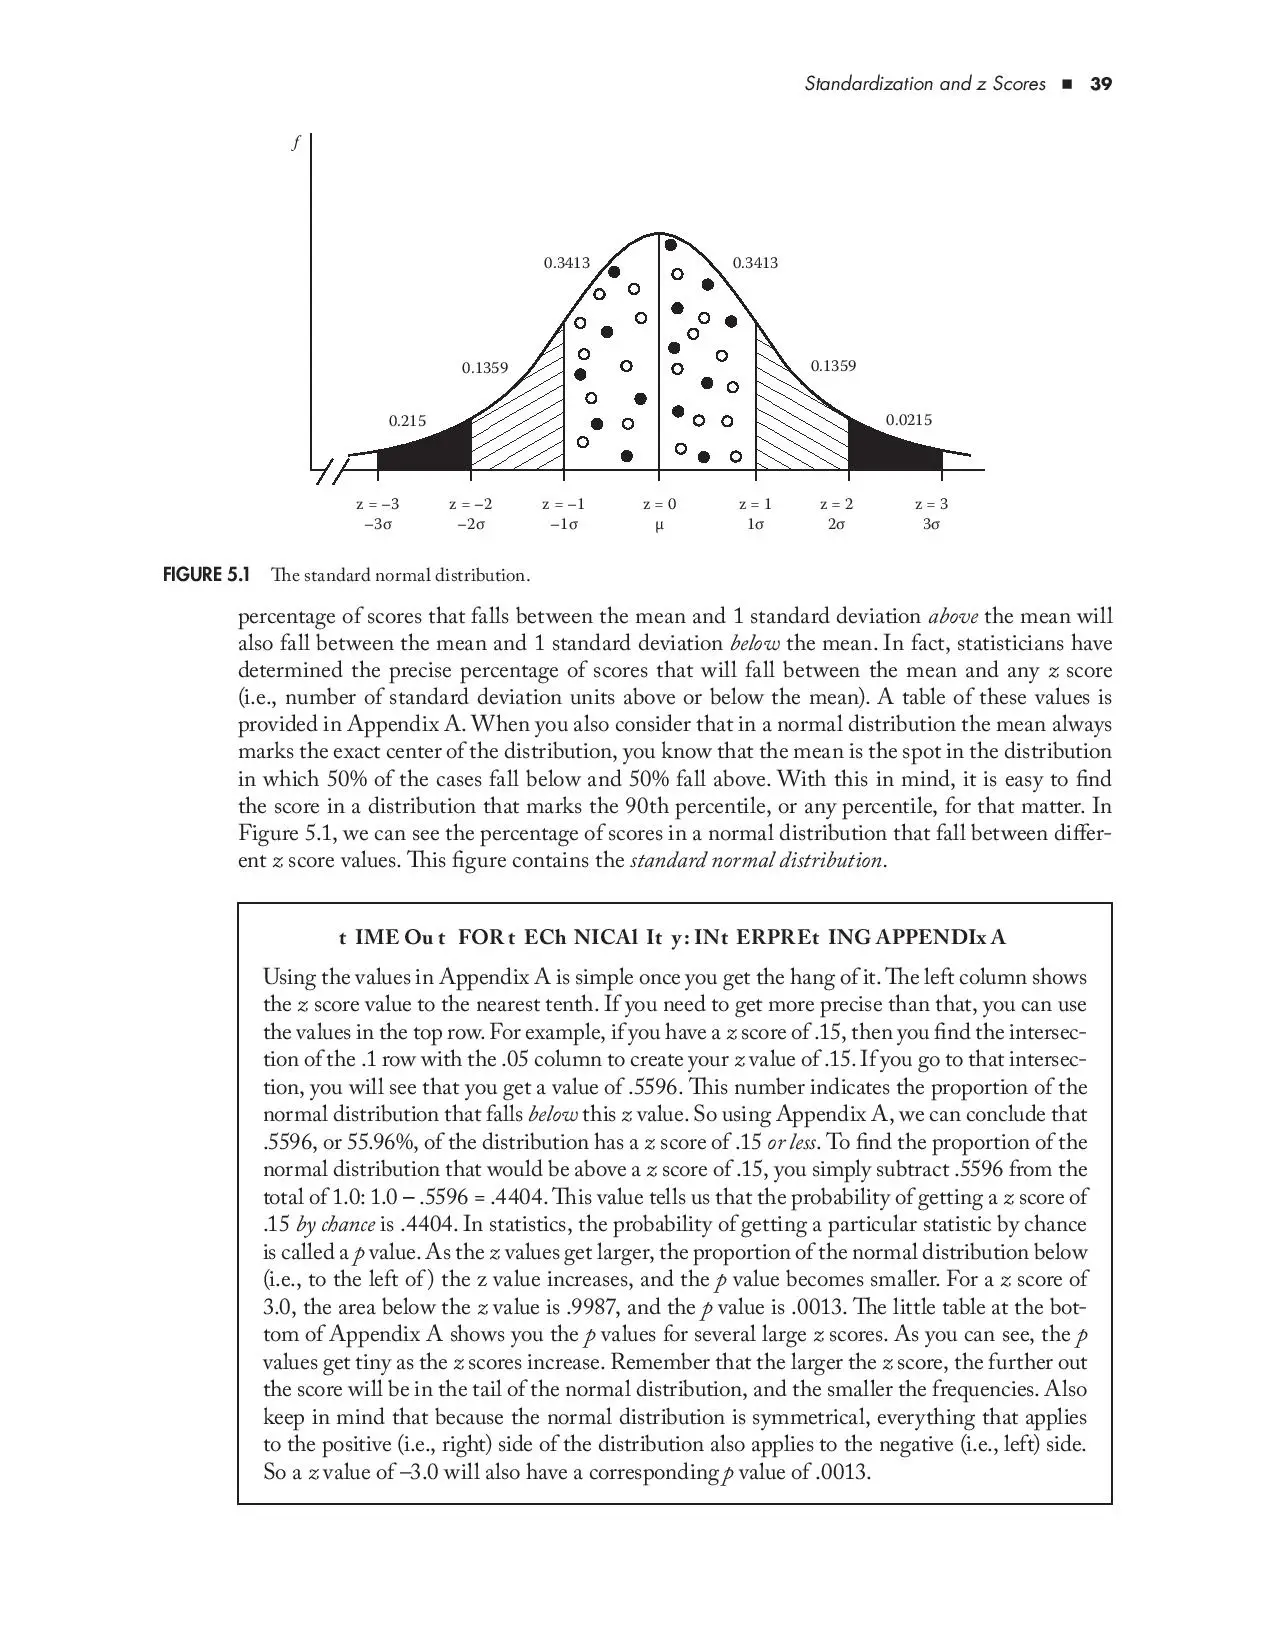 Standardization and z Scores ■ 39
f
0.3413 0.3413
0.1359 0.1359
0.215 0.0215
z = –3 z = –2 z = –1 z = 0 z = 1 z = 2 z = 3
–3σ –2σ –1σ μ 1σ 2σ 3σ
FIGURE 5.1 The standard normal distribution.
percentage of scores that falls between the mean and 1 standard deviation above the mean will
also fall between the mean and 1 standard deviation below the mean. In fact, statisticians have
determined the precise percentage of scores that will fall between the mean and any z score
(i.e., number of standard deviation units above or below the mean). A table of these values is
provided in Appendix A. When you also consider that in a normal distribution the mean always
marks the exact center of the distribution, you know that the mean is the spot in the distribution
in which 50% of the cases fall below and 50% fall above. With this in mind, it is easy to find
the score in a distribution that marks the 90th percentile, or any percentile, for that matter. In
Figure 5.1, we can see the percentage of scores in a normal distribution that fall between differ-
ent z score values. This figure contains the standard normal distribution.
t IME Ou t FOR t ECh NICAl It y: INt ERPREt ING APPENDIx A
Using the values in Appendix A is simple once you get the hang of it. The left column shows
the z score value to the nearest tenth. If you need to get more precise than that, you can use
the values in the top row. For example, if you have a z score of .15, then you find the intersec-
tion of the .1 row with the .05 column to create your z value of .15. If you go to that intersec-
tion, you will see that you get a value of .5596. This number indicates the proportion of the
normal distribution that falls below this z value. So using Appendix A, we can conclude that
.5596, or 55.96%, of the distribution has a z score of .15 or less. To find the proportion of the
normal distribution that would be above a z score of .15, you simply subtract .5596 from the
total of 1.0: 1.0 – .5596 = .4404. This value tells us that the probability of getting a z score of
.15 by chance is .4404. In statistics, the probability of getting a particular statistic by chance
is called a p value. As the z values get larger, the proportion of the normal distribution below
(i.e., to the left of ) the z value increases, and the p value becomes smaller. For a z score of
3.0, the area below the z value is .9987, and the p value is .0013. The little table at the bot-
tom of Appendix A shows you the p values for several large z scores. As you can see, the p
values get tiny as the z scores increase. Remember that the larger the z score, the further out
the score will be in the tail of the normal distribution, and the smaller the frequencies. Also
keep in mind that because the normal distribution is symmetrical, everything that applies
to the positive (i.e., right) side of the distribution also applies to the negative (i.e., left) side.
So a z value of –3.0 will also have a corresponding p value of .0013.